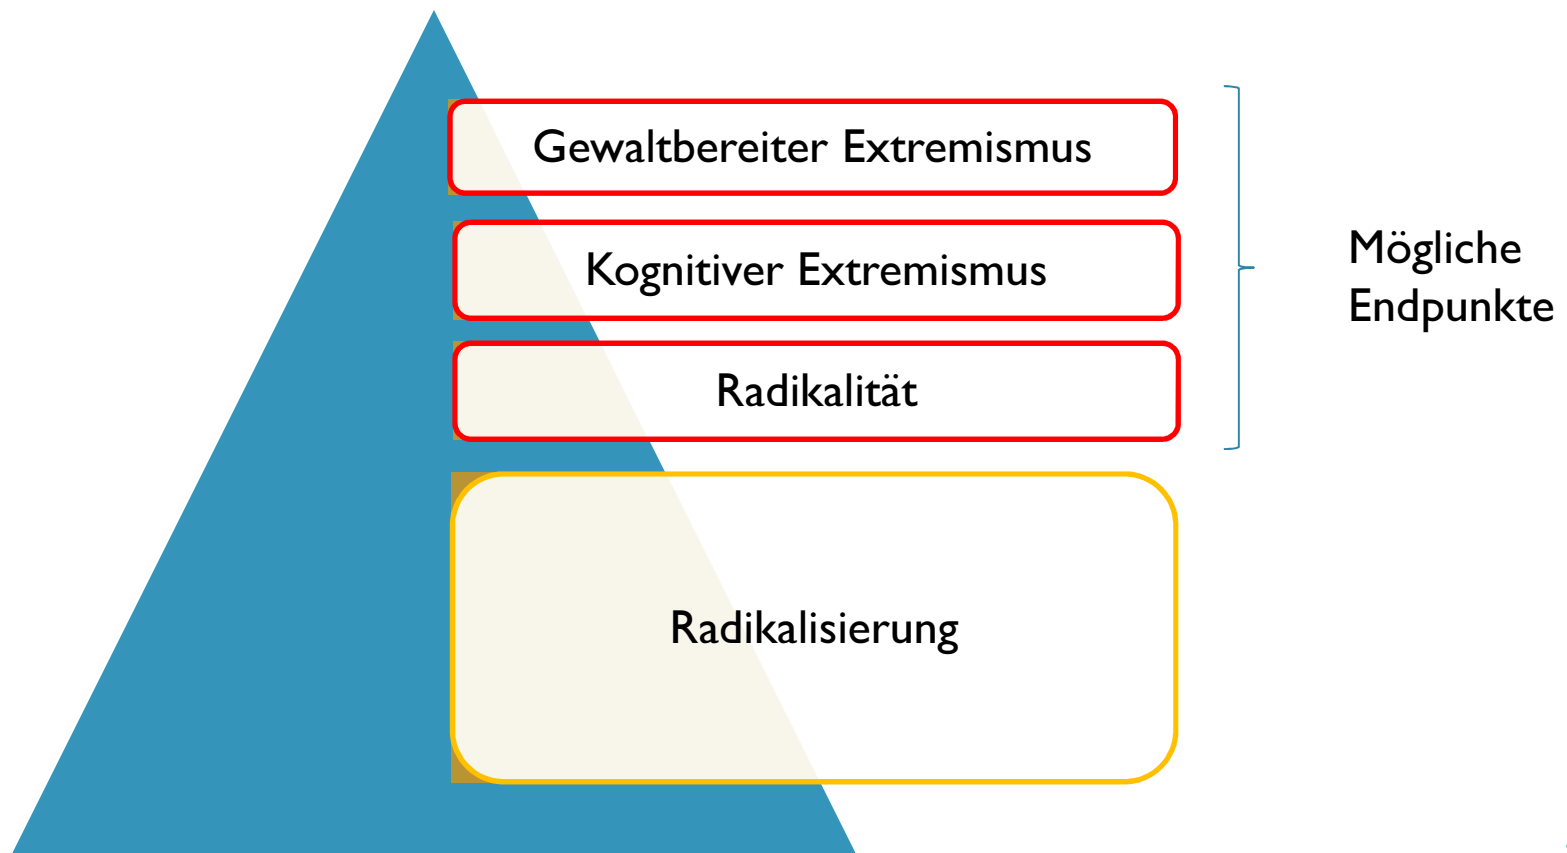 Gewaltbereiter Extremismus
Kognitiver Extremismus
Radikalität
Mögliche
Endpunkte
Radikalisierung